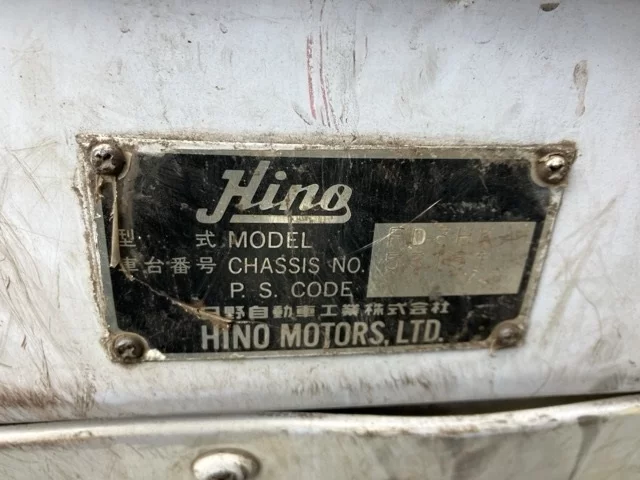 Hino
型 式 MODEL
車台番号 CHASSIS NO.
P. S. CODE
日野自動車工業株式会社
HINO MOTORS, LTD.